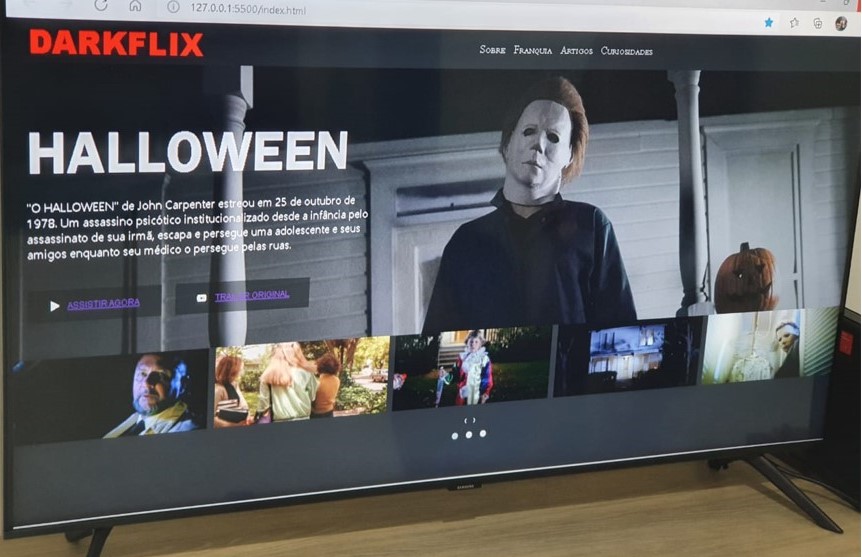 127.0.0.1:5500/index.html
DARKFLIX
Sobre Franquia Artigos Curiosidades
HALLOWEEN
"O HALLOWEEN" de John Carpenter estreou em 25 de outubro de
1978. Um assassino psicótico institucionalizado desde a infância pelo
assassinato de sua irmã, escapa e persegue uma adolescente e seus
amigos enquanto seu médico o persegue pelas ruas.
ASSISTIR AGORA
TRAILER ORIGINAL
SAMSUNG